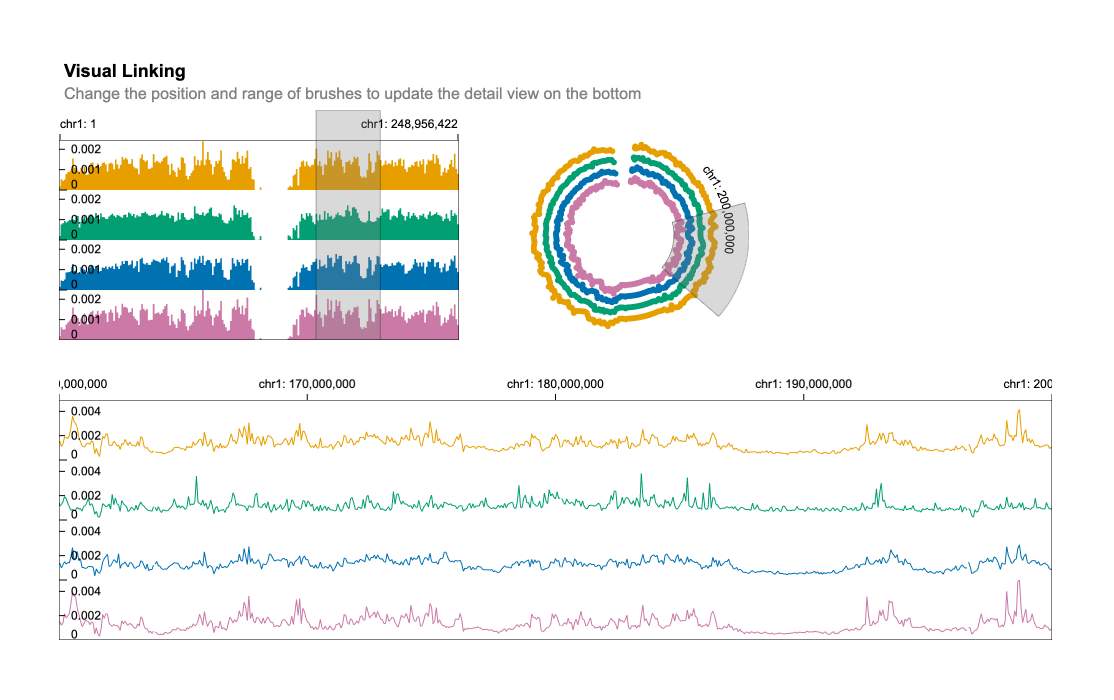 Visual Linking
Change the position and range of brushes to update the detail view on the bottom
chr1: 1
chr1: 248,956,422
0.002
0.001
0
0.002
0.001
0
0.002
0.001
0
0.002
0.001
0
chr1: 200,000,000
0,000,000
chr1: 170,000,000
chr1: 180,000,000
chr1: 190,000,000
chr1: 200
0.004
0.002
0
0.004
0.002
0
0.004
0.002
0
0.004
0.002
0